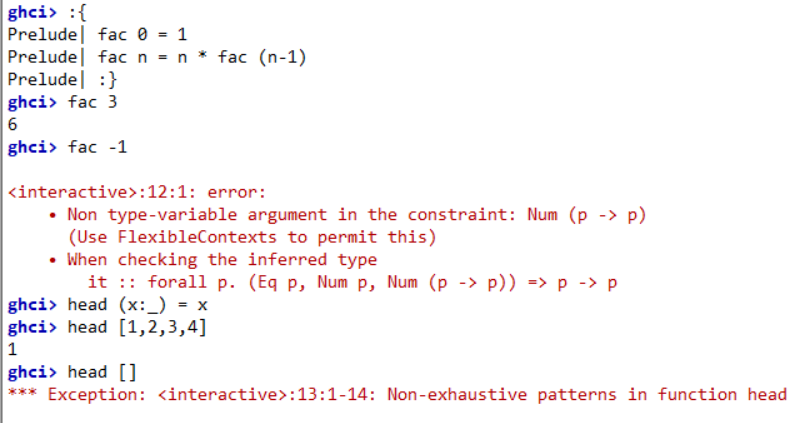 ghci> :{
Prelude| fac 0 = 1
Prelude| fac n = n * fac (n-1)
Prelude| :}
ghci> fac 3
6
ghci> fac -1
<interactive>:12:1: error:
• Non type-variable argument in the constraint: Num (p -> p)
(Use FlexibleContexts to permit this)
• When checking the inferred type
it :: forall p. (Eq p, Num p, Num (p -> p)) => p -> p
ghci> head (x:_) = x
ghci> head [1,2,3,4]
1
ghci> head []
*** Exception: <interactive>:13:1-14: Non-exhaustive patterns in function head